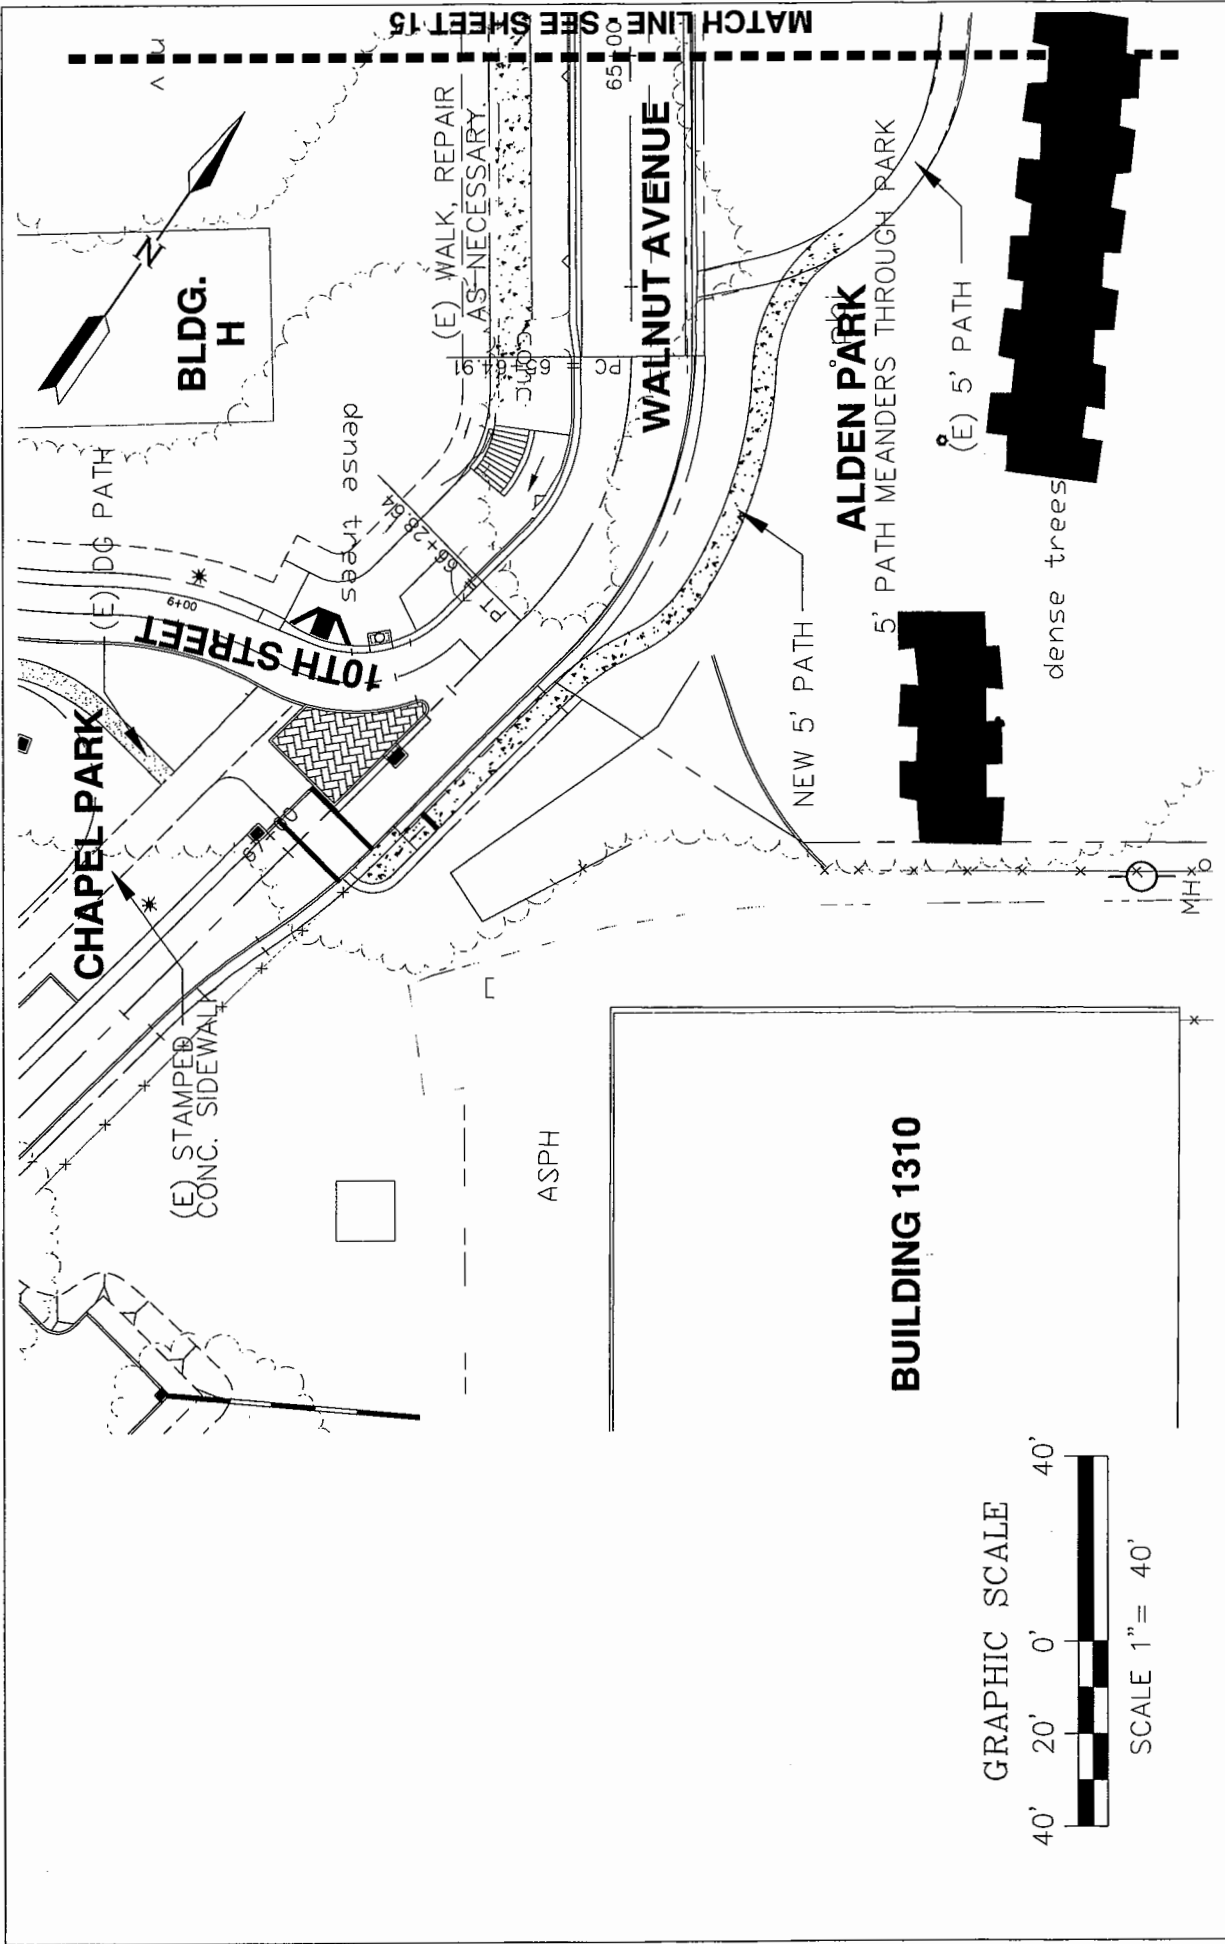 MATCH LINE - SEE SHEET 15
n
v
N
BLDG.
H
(E) WALK, REPAIR
AS NECESSARY
conc
65+00
WALNUT AVENUE
PC = 65+64.91
dense trees
PT 66+28.64
(E) DG PATH
6+00
10TH STREET
CHAPEL PARK
67+00
(E) STAMPED
CONC. SIDEWALK
ALDEN PARK
5' PATH MEANDERS THROUGH PARK
(E) 5' PATH
NEW 5' PATH
dense trees
MH
ASPH
BUILDING 1310
GRAPHIC SCALE
40' 20' 0' 40'
SCALE 1"= 40'